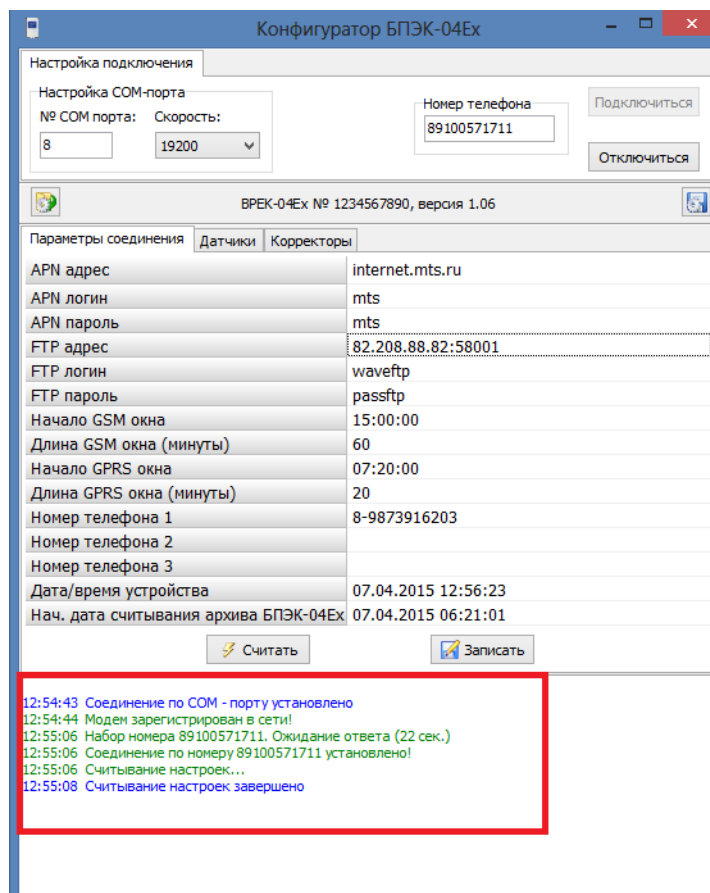 Конфигуратор БПЭК-04Ex
Настройка подключения
Настройка COM-порта
№ COM порта: Скорость:
8 19200
Номер телефона
89100571711
Подключиться
Отключиться
BPEK-04Ex № 1234567890, версия 1.06
Параметры соединения Датчики Корректоры
APN адрес internet.mts.ru
APN логин mts
APN пароль mts
FTP адрес 82.208.88.82:58001
FTP логин waveftp
FTP пароль passftp
Начало GSM окна 15:00:00
Длина GSM окна (минуты) 60
Начало GPRS окна 07:20:00
Длина GPRS окна (минуты) 20
Номер телефона 1 8-9873916203
Номер телефона 2
Номер телефона 3
Дата/время устройства 07.04.2015 12:56:23
Нач. дата считывания архива БПЭК-04Ex 07.04.2015 06:21:01
Считать Записать
12:54:43 Соединение по COM - порту установлено
12:54:44 Модем зарегистрирован в сети!
12:55:06 Набор номера 89100571711. Ожидание ответа (22 сек.)
12:55:06 Соединение по номеру 89100571711 установлено!
12:55:06 Считывание настроек...
12:55:08 Считывание настроек завершено